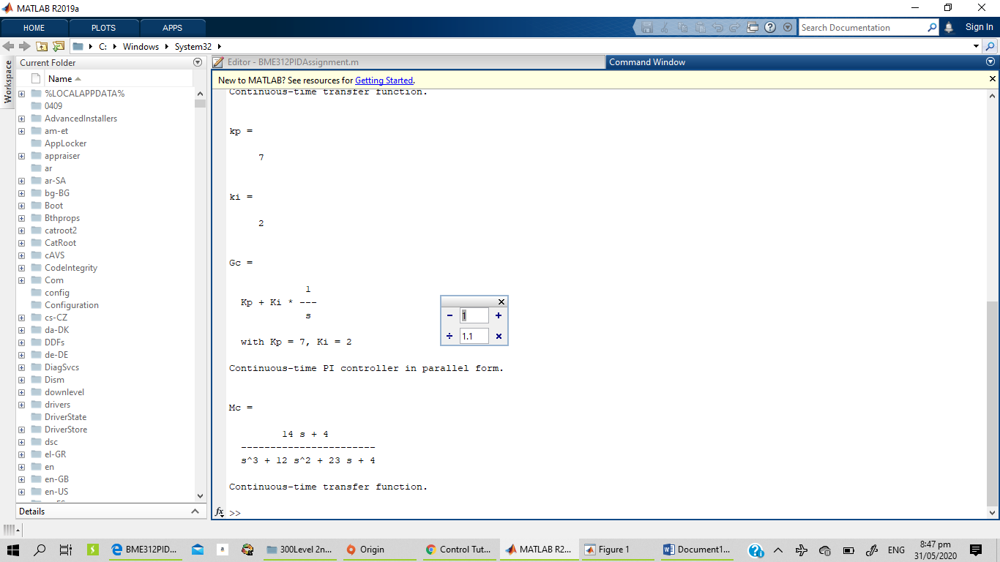 MATLAB R2019a
HOME PLOTS APPS
Search Documentation
Sign In
C: Windows System32
Workspace
Current Folder
Name
%LOCALAPPDATA%
0409
AdvancedInstallers
am-et
AppLocker
appraiser
ar
ar-SA
bg-BG
Boot
Bthprops
catroot2
CatRoot
cAVS
CodeIntegrity
Com
config
Configuration
cs-CZ
da-DK
DDFs
de-DE
DiagSvcs
Dism
downlevel
drivers
DriverState
DriverStore
dsc
el-GR
en
en-GB
en-US
Details
Editor - BME312PIDAssignment.m
Command Window
New to MATLAB? See resources for Getting Started.
Continuous-time transfer function.
kp =
7
ki =
2
Gc =
1
Kp + Ki * ---
s
with Kp = 7, Ki = 2
Continuous-time PI controller in parallel form.
Mc =
14 s + 4
-----------------------
s^3 + 12 s^2 + 23 s + 4
Continuous-time transfer function.
fx >>
- 1 +
÷ 1.1 ×
BME312PID...
a
300Level 2n...
Origin
Control Tut...
MATLAB R2...
Figure 1
Document1...
ENG
8:47 pm
31/05/2020